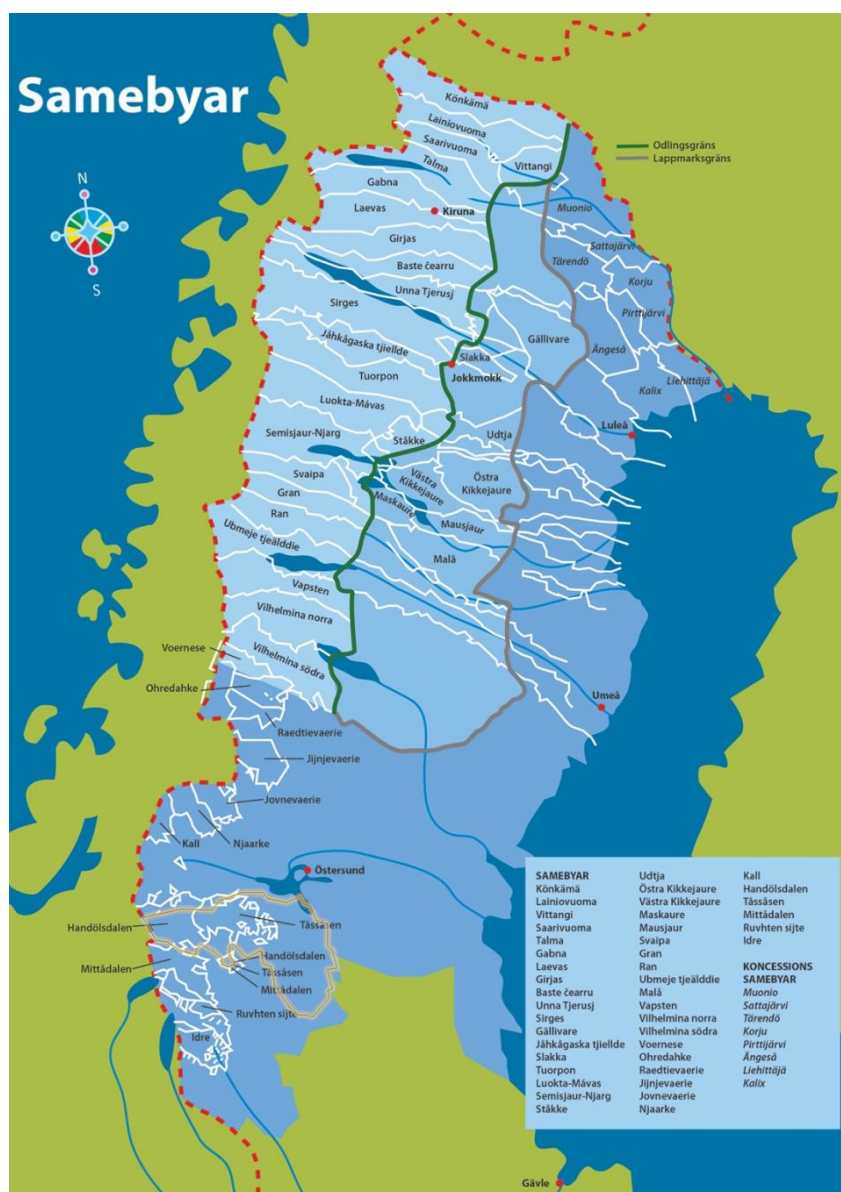 Samebyar
N
S
Odlingsgräns
Lappmarksgräns
Könkämä
Lainiovuoma
Saarivuoma
Talma
Vittangi
Gabna
Laevas
Kiruna
Muonio
Girjas
Sattajärvi
Tärendö
Baste čearru
Korju
Unna Tjerusj
Sirges
Pirttijärvi
Jåhkågaska tjiellde
Gällivare
Ängeså
Slakka
Tuorpon
Jokkmokk
Kalix
Liehittäjä
Luokta-Mávas
Semisjaur-Njarg
Ståkke
Udtja
Luleå
Svaipa
Västra
Kikkejaure
Östra
Kikkejaure
Gran
Maskaure
Ran
Mausjaur
Ubmeje tjeälddie
Malå
Vapsten
Vilhelmina norra
Voernese
Vilhelmina södra
Ohredahke
Umeå
Raedtievaerie
Jijnjevaerie
Jovnevaerie
Kall
Njaarke
Östersund
Handölsdalen
Tåssåsen
Handölsdalen
Mittådalen
Tåssåsen
Mittådalen
Ruvhten sijte
Idre
Gävle
SAMEBYAR
Könkämä
Lainiovuoma
Vittangi
Saarivuoma
Talma
Gabna
Laevas
Girjas
Baste čearru
Unna Tjerusj
Sirges
Gällivare
Jåhkågaska tjiellde
Slakka
Tuorpon
Luokta-Mávas
Semisjaur-Njarg
Ståkke
Udtja
Östra Kikkejaure
Västra Kikkejaure
Maskaure
Mausjaur
Svaipa
Gran
Ran
Ubmeje tjeälddie
Malå
Vapsten
Vilhelmina norra
Vilhelmina södra
Voernese
Ohredahke
Raedtievaerie
Jijnjevaerie
Jovnevaerie
Njaarke
Kall
Handölsdalen
Tåssåsen
Mittådalen
Ruvhten sijte
Idre
KONCESSIONS
SAMEBYAR
Muonio
Sattajärvi
Tärendö
Korju
Pirttijärvi
Ängeså
Liehittäjä
Kalix